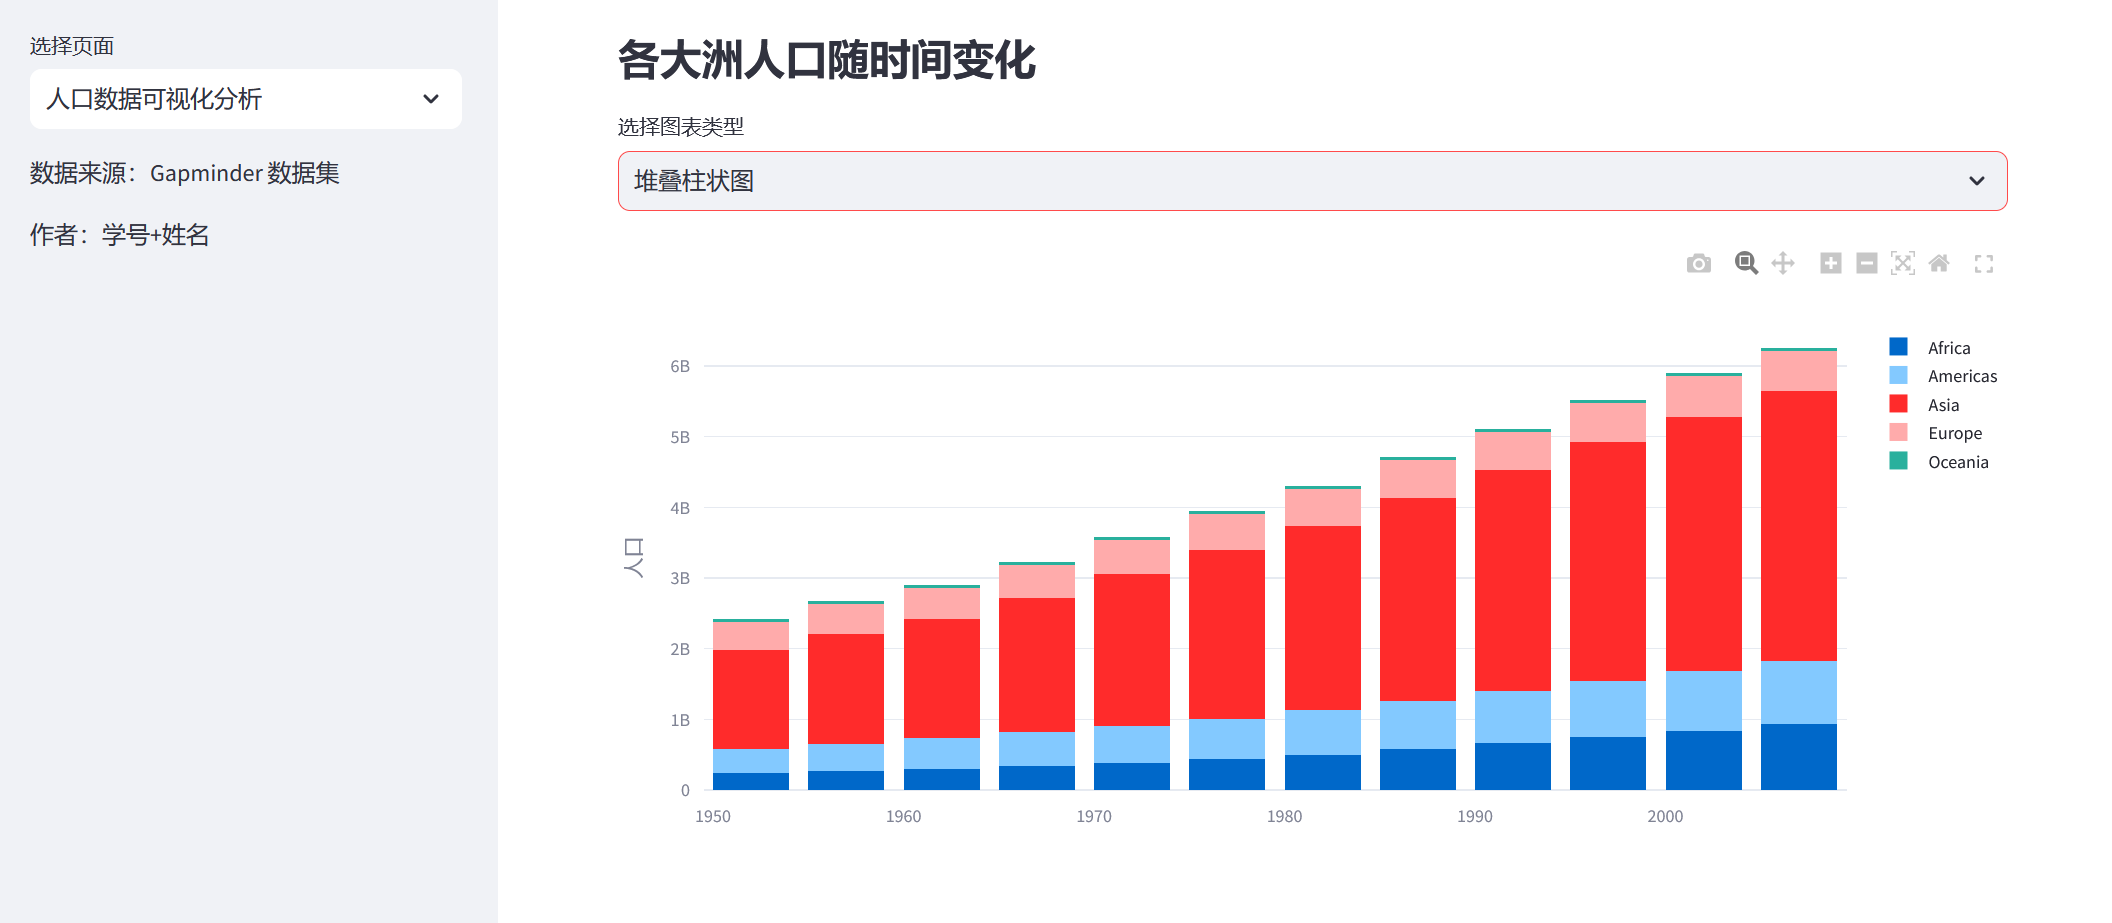 选择页面
人口数据可视化分析
数据来源：Gapminder 数据集
作者：学号+姓名
各大洲人口随时间变化
选择图表类型
堆叠柱状图
人口
6B
5B
4B
3B
2B
1B
0
1950
1960
1970
1980
1990
2000
Africa
Americas
Asia
Europe
Oceania